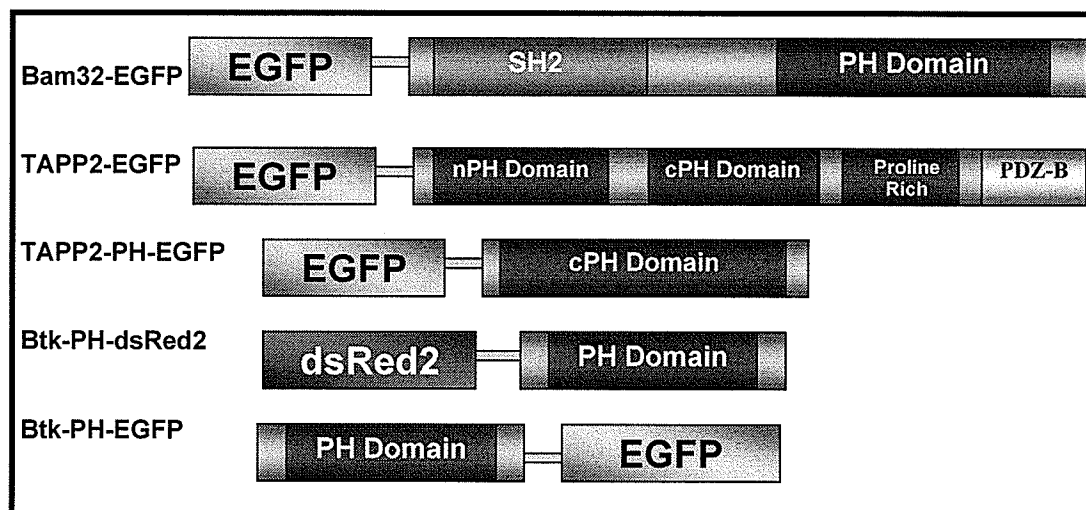 Bam32-EGFP EGFP SH2 PH Domain
TAPP2-EGFP EGFP nPH Domain cPH Domain Proline Rich PDZ-B
TAPP2-PH-EGFP EGFP cPH Domain
Btk-PH-dsRed2 dsRed2 PH Domain
Btk-PH-EGFP PH Domain EGFP